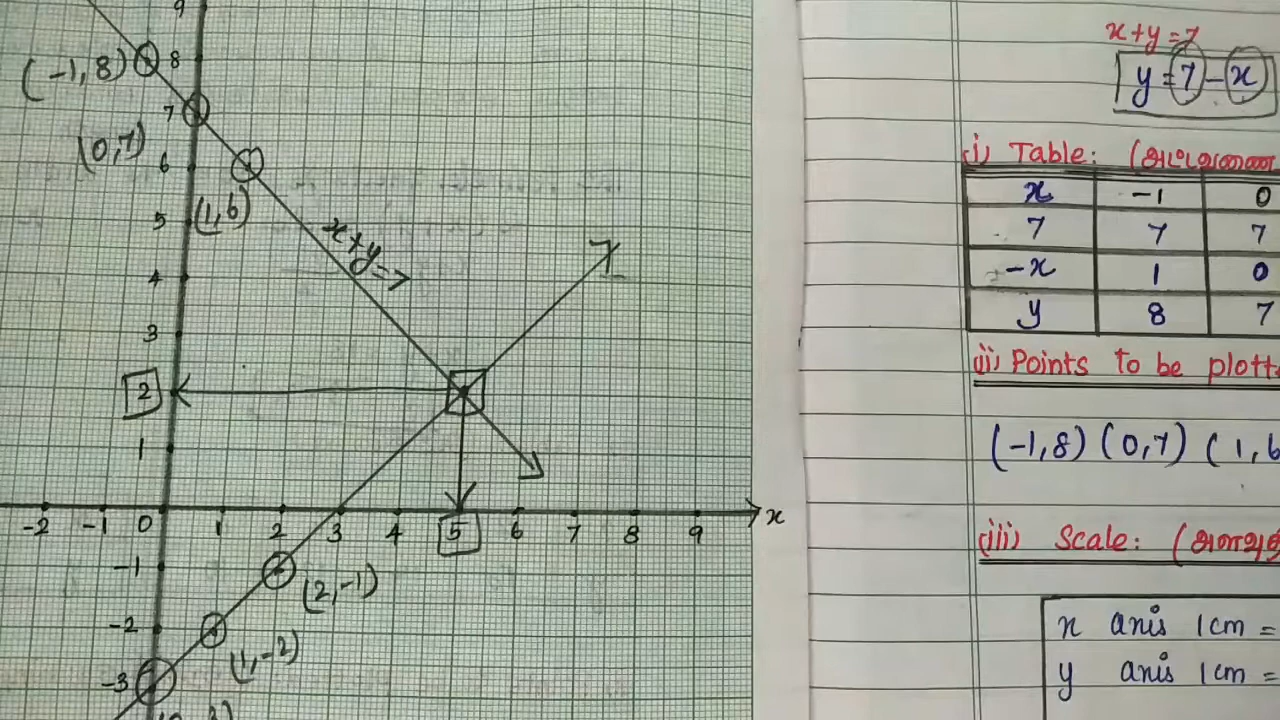 9
(-1, 8) 8
7
(0,7) 6
(1,6)
5
x+y=7
4
3
2
1
-2 -1 0 1 2 3 4 5 6 7 8 9 x
-1
(2,-1)
-2
(1,-2)
-3
x+y=7
y=7-x
(i) Table:
x -1 0
7 7 7
-x 1 0
y 8 7
(ii) Points to be
(-1,8) (0,7) (1,6
(iii) Scale:
x axis 1cm =
y axis 1cm =